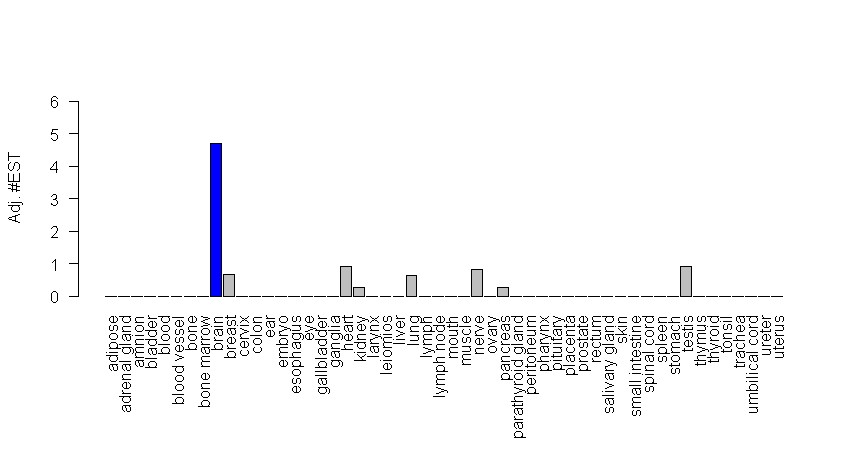 6
5
4
3
2
1
0
Adj. #EST
adipose
adrenal gland
amnion
bladder
blood
blood vessel
bone
bone marrow
brain
breast
cervix
colon
ear
embryo
esophagus
eye
gallbladder
ganglia
heart
kidney
larynx
leiomios
liver
lung
lymph
lymph node
mouth
muscle
nerve
ovary
pancreas
parathyroid gland
peritoneum
pharynx
pituitary
placenta
prostate
rectum
salivary gland
skin
small intestine
spinal cord
spleen
stomach
testis
thymus
thyroid
tonsil
trachea
umbilical cord
ureter
uterus